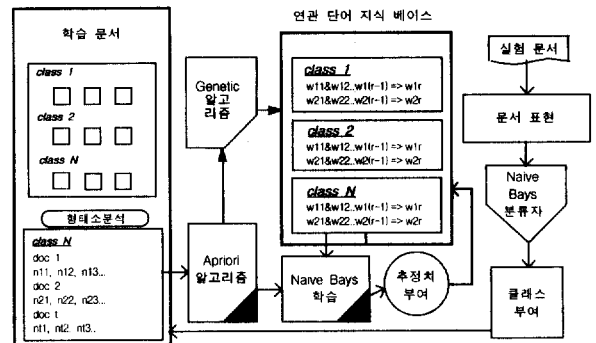 학습 문서
class 1
class 2
class N
형태소분석
class N
doc 1
n11, n12, n13...
doc 2
n21, n22, n23...
doc t
nt1, nt2. nt3..
Genetic
알고
리즘
Apriori
알고리즘
연관 단어 지식 베이스
class 1
w11&w12..w1(r-1) => w1r
w21&w22..w2(r-1) => w2r
class 2
w11&w12..w1(r-1) => w1r
w21&w22..w2(r-1) => w2r
class N
w11&w12..w1(r-1) => w1r
w21&w22..w2(r-1) => w2r
Naive Bays
학습
추정치
부여
실험 문서
문서 표현
Naive
Bays
분류자
클래스
부여